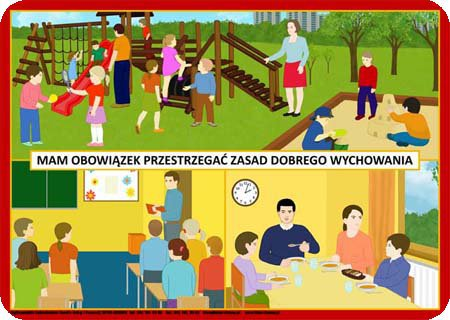 MAM OBOWIĄZEK PRZESTRZEGAĆ ZASAD DOBREGO WYCHOWANIA